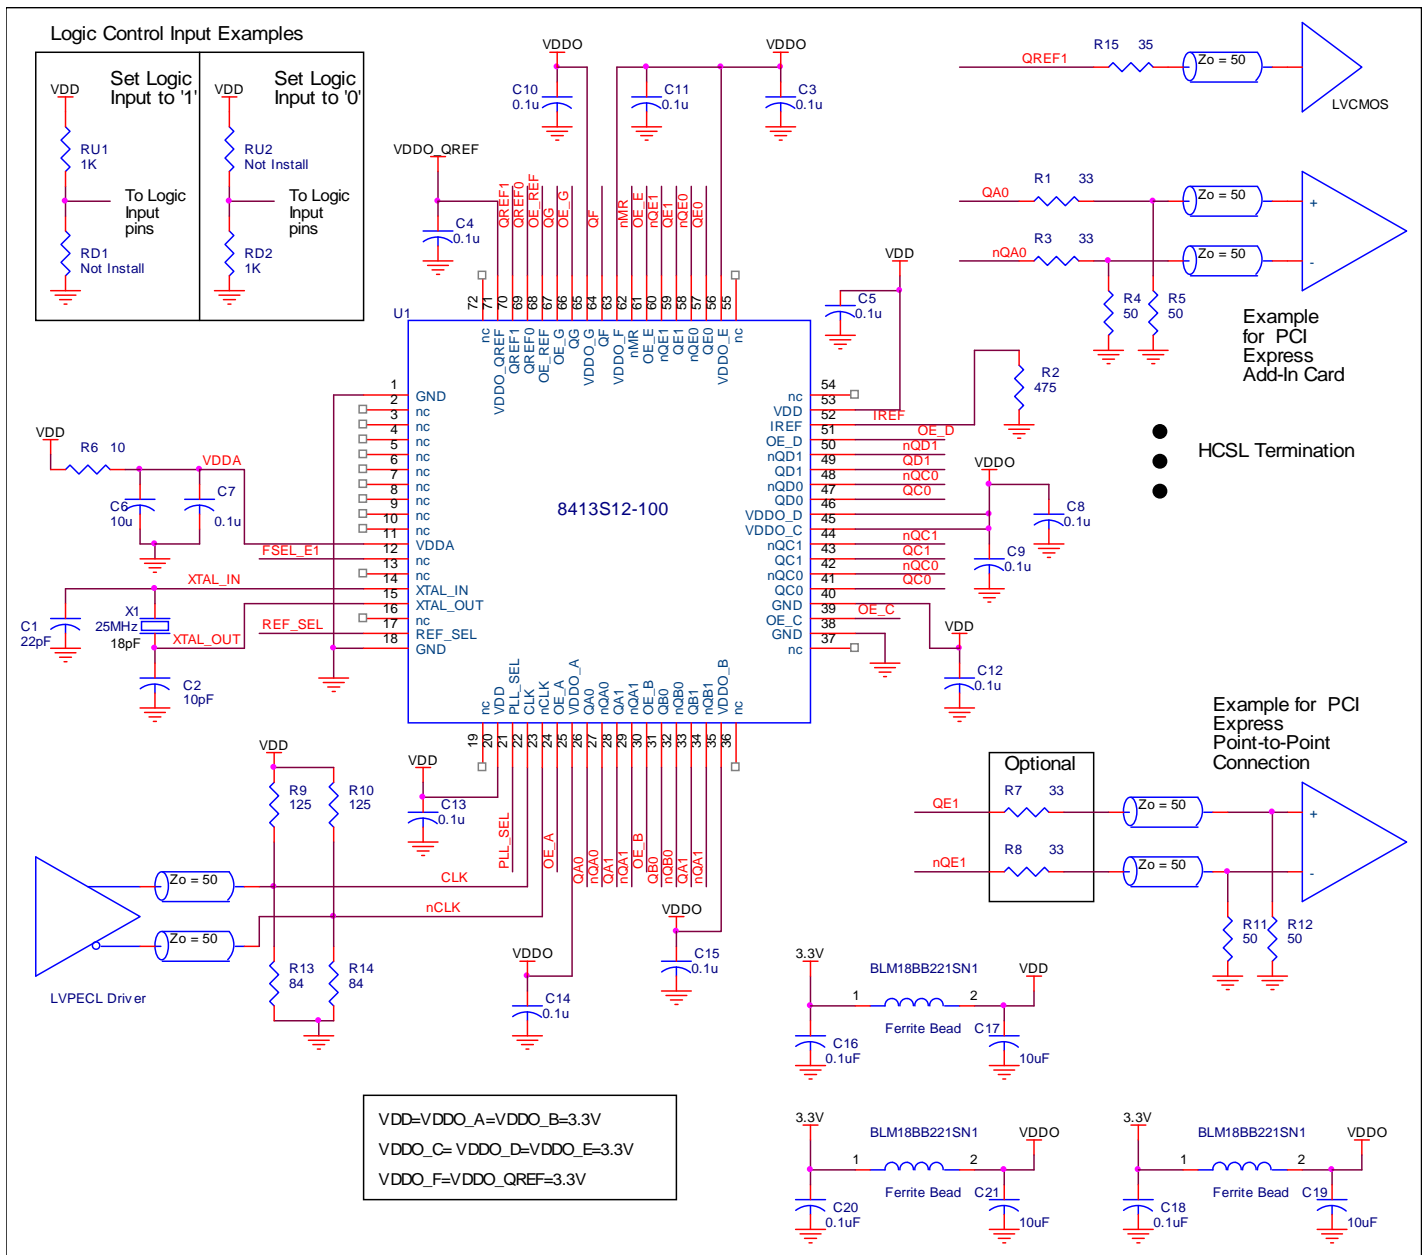 Logic Control Input Examples
Set Logic
Input to '1'
VDD
RU1
1K
To Logic
Input
pins
RD1
Not Install
Set Logic
Input to '0'
VDD
RU2
Not Install
To Logic
Input
pins
RD2
1K
VDDO
C10
0.1u
C11
0.1u
VDDO
C3
0.1u
VDDO_QREF
C4
0.1u
QREF1
QREF0
OE_REF
QG
OE_G
QF
nMR
OE_E
nQE1
QE1
nQE0
QE0
QREF1
R15 35
Zo = 50
LVCMOS
QA0
R1 33
Zo = 50
+
nQA0
R3 33
Zo = 50
-
R4
50
R5
50
Example
for PCI
Express
Add-In Card
HCSL Termination
VDD
C5
0.1u
R2
475
U1
8413S12-100
72
71
70
69
68
67
66
65
64
63
62
61
60
59
58
57
56
55
nc
VDDO_QREF
QREF1
QREF0
OE_REF
OE_G
QG
VDDO_G
QF
VDDO_F
nMR
OE_E
nQE1
QE1
nQE0
QE0
VDDO_E
nc
1 GND
2 nc
3 nc
4 nc
5 nc
6 nc
7 nc
8 nc
9 nc
10 nc
11 VDDA
12 nc
13 nc
14 XTAL_IN
15 XTAL_OUT
16 nc
17 REF_SEL
18 GND
54 nc
53 VDD
52 IREF
51 OE_D
50 nQD1
49 QD1
48 nQD0
47 QD0
46 VDDO_D
45 VDDO_C
44 nQC1
43 QC1
42 nQC0
41 QC0
40 GND
39 OE_C
38 GND
37 nc
IREF
OE_D
nQD1
QD1
nQC0
QC0
nQC1
QC1
nQC0
QC0
OE_C
VDDO
C8
0.1u
C9
0.1u
VDD
C12
0.1u
VDD
R6 10
VDDA
C6
10u
C7
0.1u
FSEL_E1
XTAL_IN
C1
22pF
X1
25MHz
18pF
XTAL_OUT
REF_SEL
C2
10pF
nc
VDD
PLL_SEL
CLK
nCLK
OE_A
VDDO_A
QA0
nQA0
QA1
nQA1
OE_B
QB0
nQB0
QB1
nQB1
VDDO_B
nc
19
20
21
22
23
24
25
26
27
28
29
30
31
32
33
34
35
36
VDD
C13
0.1u
PLL_SEL
OE_A
QA0
nQA0
QA1
nQA1
OE_B
QB0
nQB0
QA1
nQA1
VDD
R9
125
R10
125
Zo = 50
CLK
Zo = 50
nCLK
R13
84
R14
84
LVPECL Driver
VDDO
C14
0.1u
VDDO
C15
0.1u
Example for PCI
Express
Point-to-Point
Connection
Optional
QE1
R7 33
Zo = 50
+
nQE1
R8 33
Zo = 50
-
R11
50
R12
50
3.3V
BLM18BB221SN1
VDD
1
2
Ferrite Bead
C16
0.1uF
C17
10uF
3.3V
BLM18BB221SN1
VDDO
1
2
Ferrite Bead
C20
0.1uF
C21
10uF
3.3V
BLM18BB221SN1
VDDO
1
2
Ferrite Bead
C18
0.1uF
C19
10uF
VDD=VDDO_A=VDDO_B=3.3V
VDDO_C= VDDO_D=VDDO_E=3.3V
VDDO_F=VDDO_QREF=3.3V